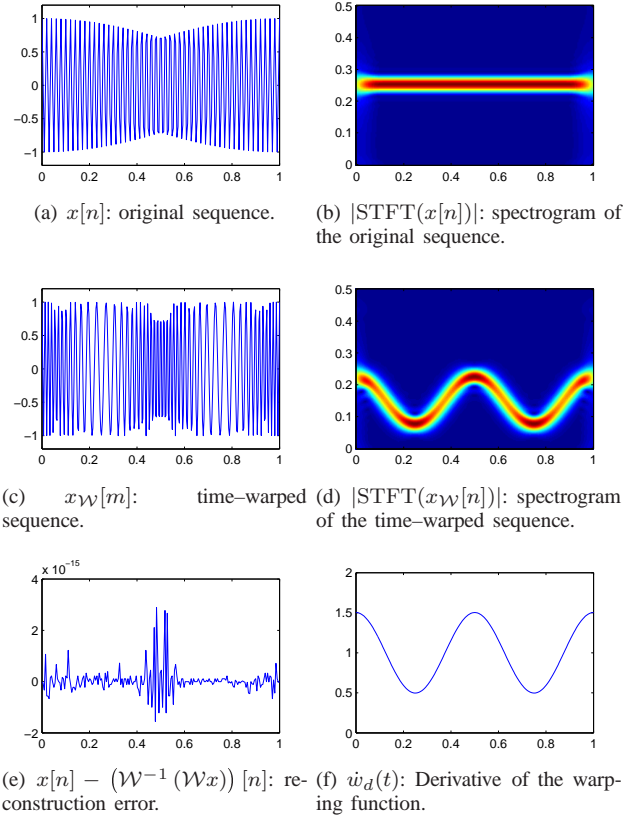 1
0.5
0
−0.5
−1
0 0.2 0.4 0.6 0.8 1
0.5
0.4
0.3
0.2
0.1
0
0 0.2 0.4 0.6 0.8 1
(a) x[n]: original sequence.
(b) |STFT(x[n])|: spectrogram of
the original sequence.
1
0.5
0
−0.5
−1
0 0.2 0.4 0.6 0.8 1
0.5
0.4
0.3
0.2
0.1
0
0 0.2 0.4 0.6 0.8 1
(c) x𝒲[m]: time–warped
sequence.
(d) |STFT(x𝒲[n])|: spectrogram
of the time–warped sequence.
x 10⁻¹⁵
4
2
0
−2
0 0.2 0.4 0.6 0.8 1
2
1.5
1
0.5
0
0 0.2 0.4 0.6 0.8 1
(e) x[n] − (𝒲⁻¹ (𝒲x)) [n]: re-
construction error.
(f) ẇd(t): Derivative of the warp-
ing function.